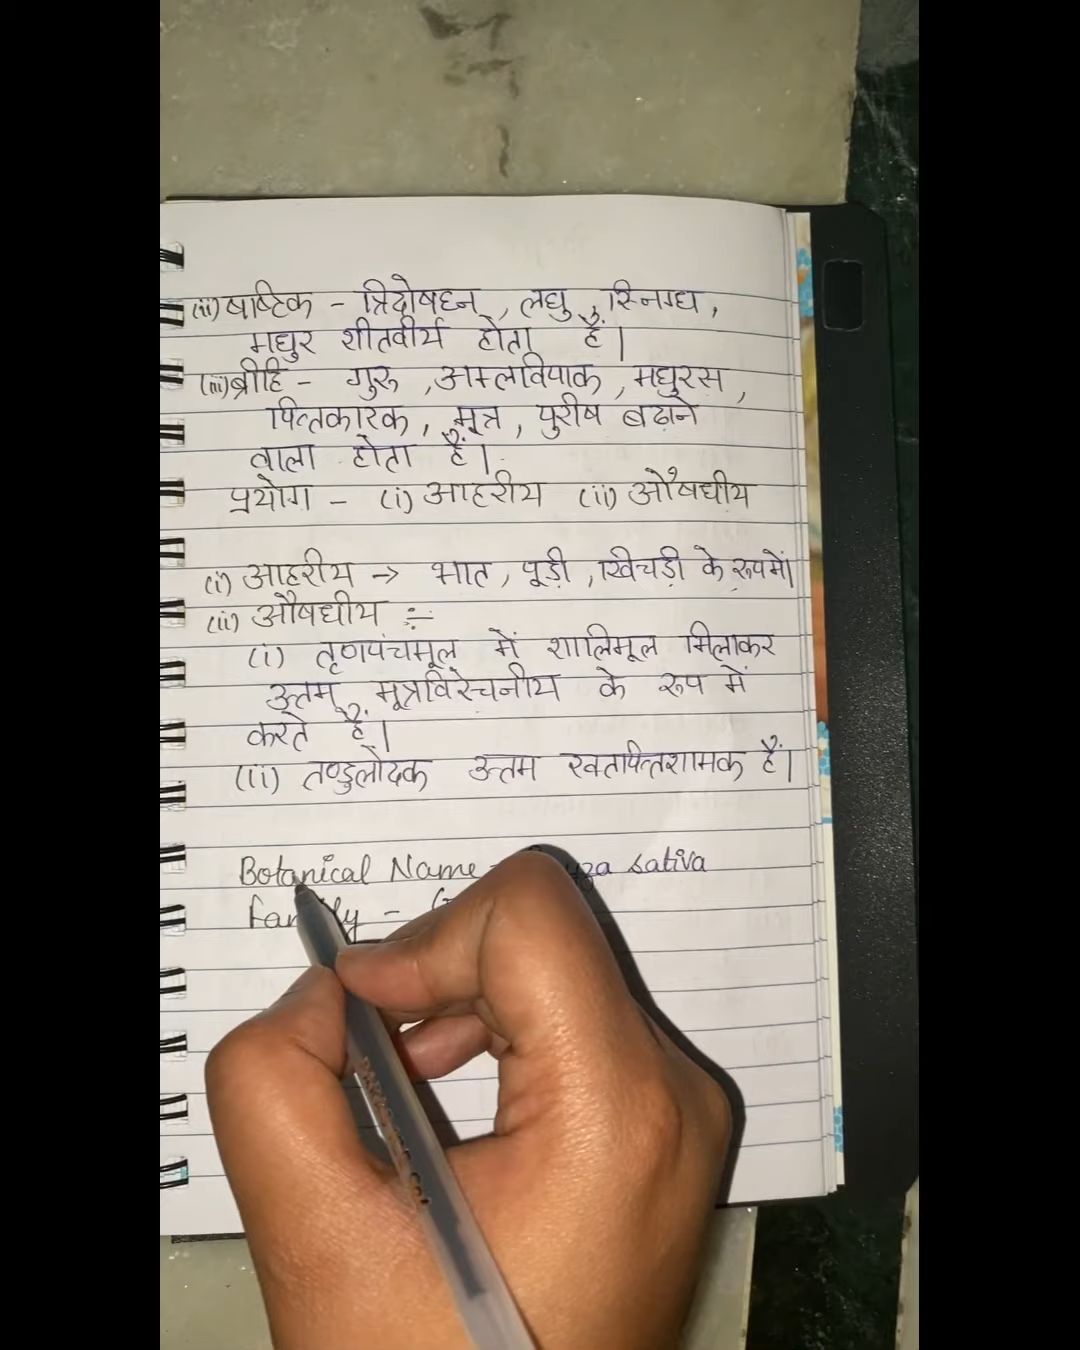 (ii) षाष्टिक - त्रिदोषघ्न, लघु, स्निग्ध,
मधुर शीतवीर्य होता है।
(iii) ब्रीहि - गुरु, अम्लविपाक, मधुरस,
पित्तकारक, मूत्र, पुरीष बढ़ाने
वाला होता है।
प्रयोग - (i) आहरीय (ii) औषधीय
(i) आहरीय → भात, पूड़ी, खिचड़ी के रूप में।
(ii) औषधीय :-
(i) तृणपंचमूल में शालिमूल मिलाकर
उत्तम मूत्रविरेचनीय के रूप में
करते हैं।
(ii) तण्डुलोदक उत्तम रक्तपित्तशामक है।
Botanical Name - sativa
Family -